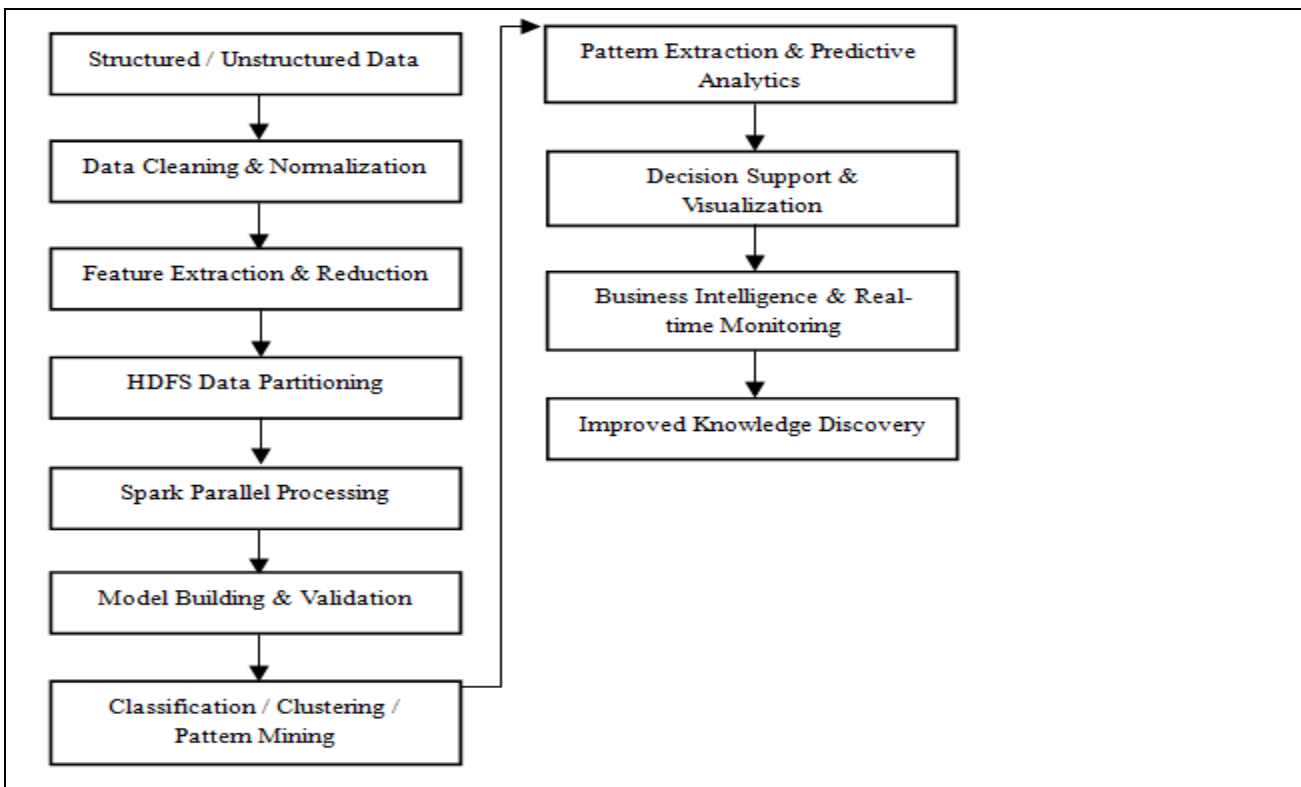 Structured / Unstructured Data
Data Cleaning & Normalization
Feature Extraction & Reduction
HDFS Data Partitioning
Spark Parallel Processing
Model Building & Validation
Classification / Clustering /
Pattern Mining
Pattern Extraction & Predictive
Analytics
Decision Support &
Visualization
Business Intelligence & Real-
time Monitoring
Improved Knowledge Discovery